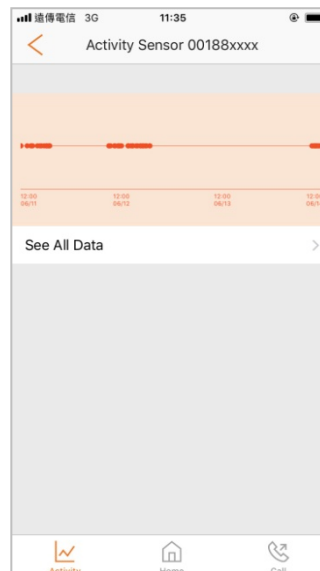 遠傳電信 3G 11:35
Activity Sensor 00188xxxx
12:00 12:00 12:00
06/11 06/12 06/13
See All Data
Activity Home Call